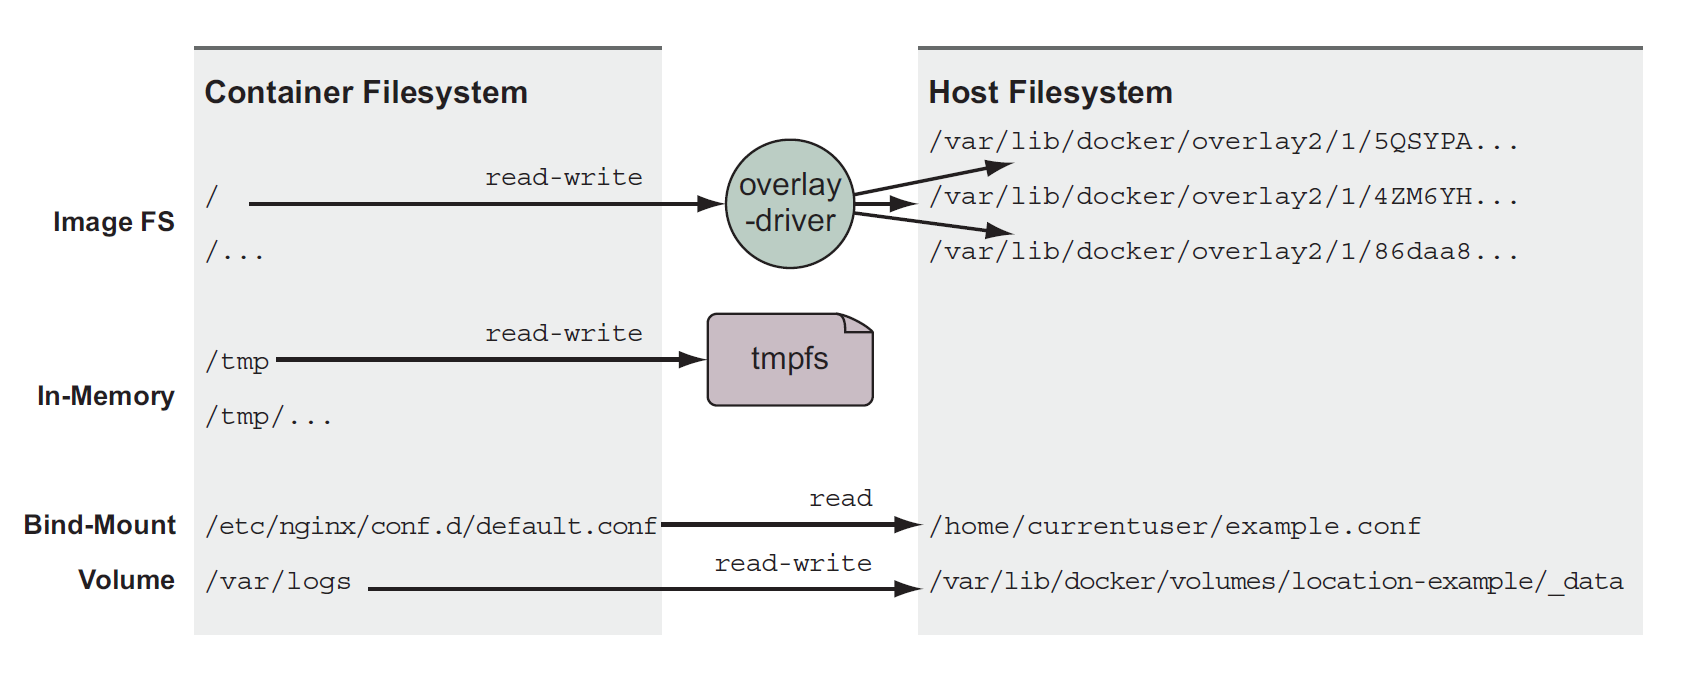 Container Filesystem
Host Filesystem
/var/lib/docker/overlay2/1/5QSYPA...
read-write
overlay
-driver
/
/var/lib/docker/overlay2/1/4ZM6YH...
Image FS
/...
/var/lib/docker/overlay2/1/86daa8...
read-write
/tmp
tmpfs
In-Memory
/tmp/...
read
Bind-Mount
/etc/nginx/conf.d/default.conf
/home/currentuser/example.conf
read-write
Volume
/var/logs
/var/lib/docker/volumes/location-example/_data